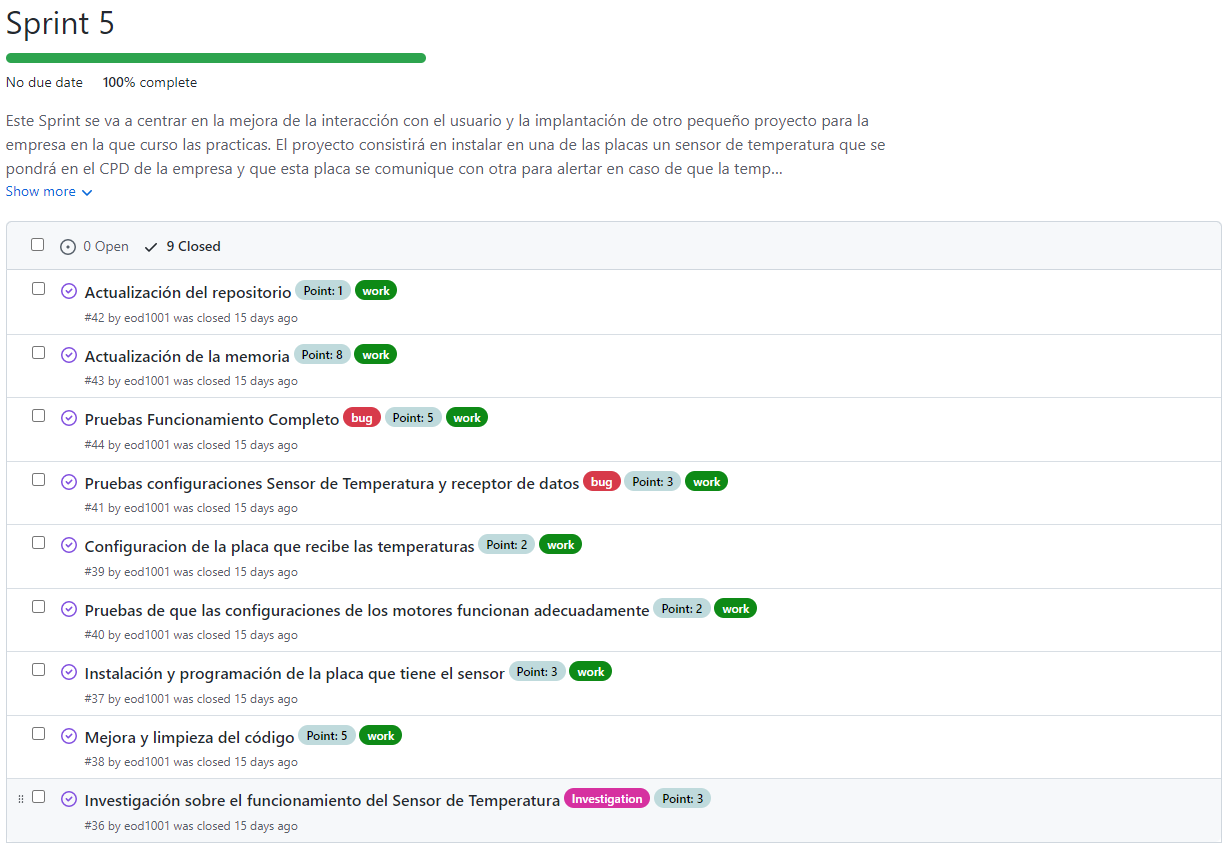 Sprint 5
No due date 100% complete
Este Sprint se va a centrar en la mejora de la interacción con el usuario y la implantación de otro pequeño proyecto para la
empresa en la que curso las practicas. El proyecto consistirá en instalar en una de las placas un sensor de temperatura que se
pondrá en el CPD de la empresa y que esta placa se comunique con otra para alertar en caso de que la temp...
Show more
0 Open 9 Closed
Actualización del repositorio Point: 1 work
#42 by eod1001 was closed 15 days ago
Actualización de la memoria Point: 8 work
#43 by eod1001 was closed 15 days ago
Pruebas Funcionamiento Completo bug Point: 5 work
#44 by eod1001 was closed 15 days ago
Pruebas configuraciones Sensor de Temperatura y receptor de datos bug Point: 3 work
#41 by eod1001 was closed 15 days ago
Configuracion de la placa que recibe las temperaturas Point: 2 work
#39 by eod1001 was closed 15 days ago
Pruebas de que las configuraciones de los motores funcionan adecuadamente Point: 2 work
#40 by eod1001 was closed 15 days ago
Instalación y programación de la placa que tiene el sensor Point: 3 work
#37 by eod1001 was closed 15 days ago
Mejora y limpieza del código Point: 5 work
#38 by eod1001 was closed 15 days ago
Investigación sobre el funcionamiento del Sensor de Temperatura Investigation Point: 3
#36 by eod1001 was closed 15 days ago